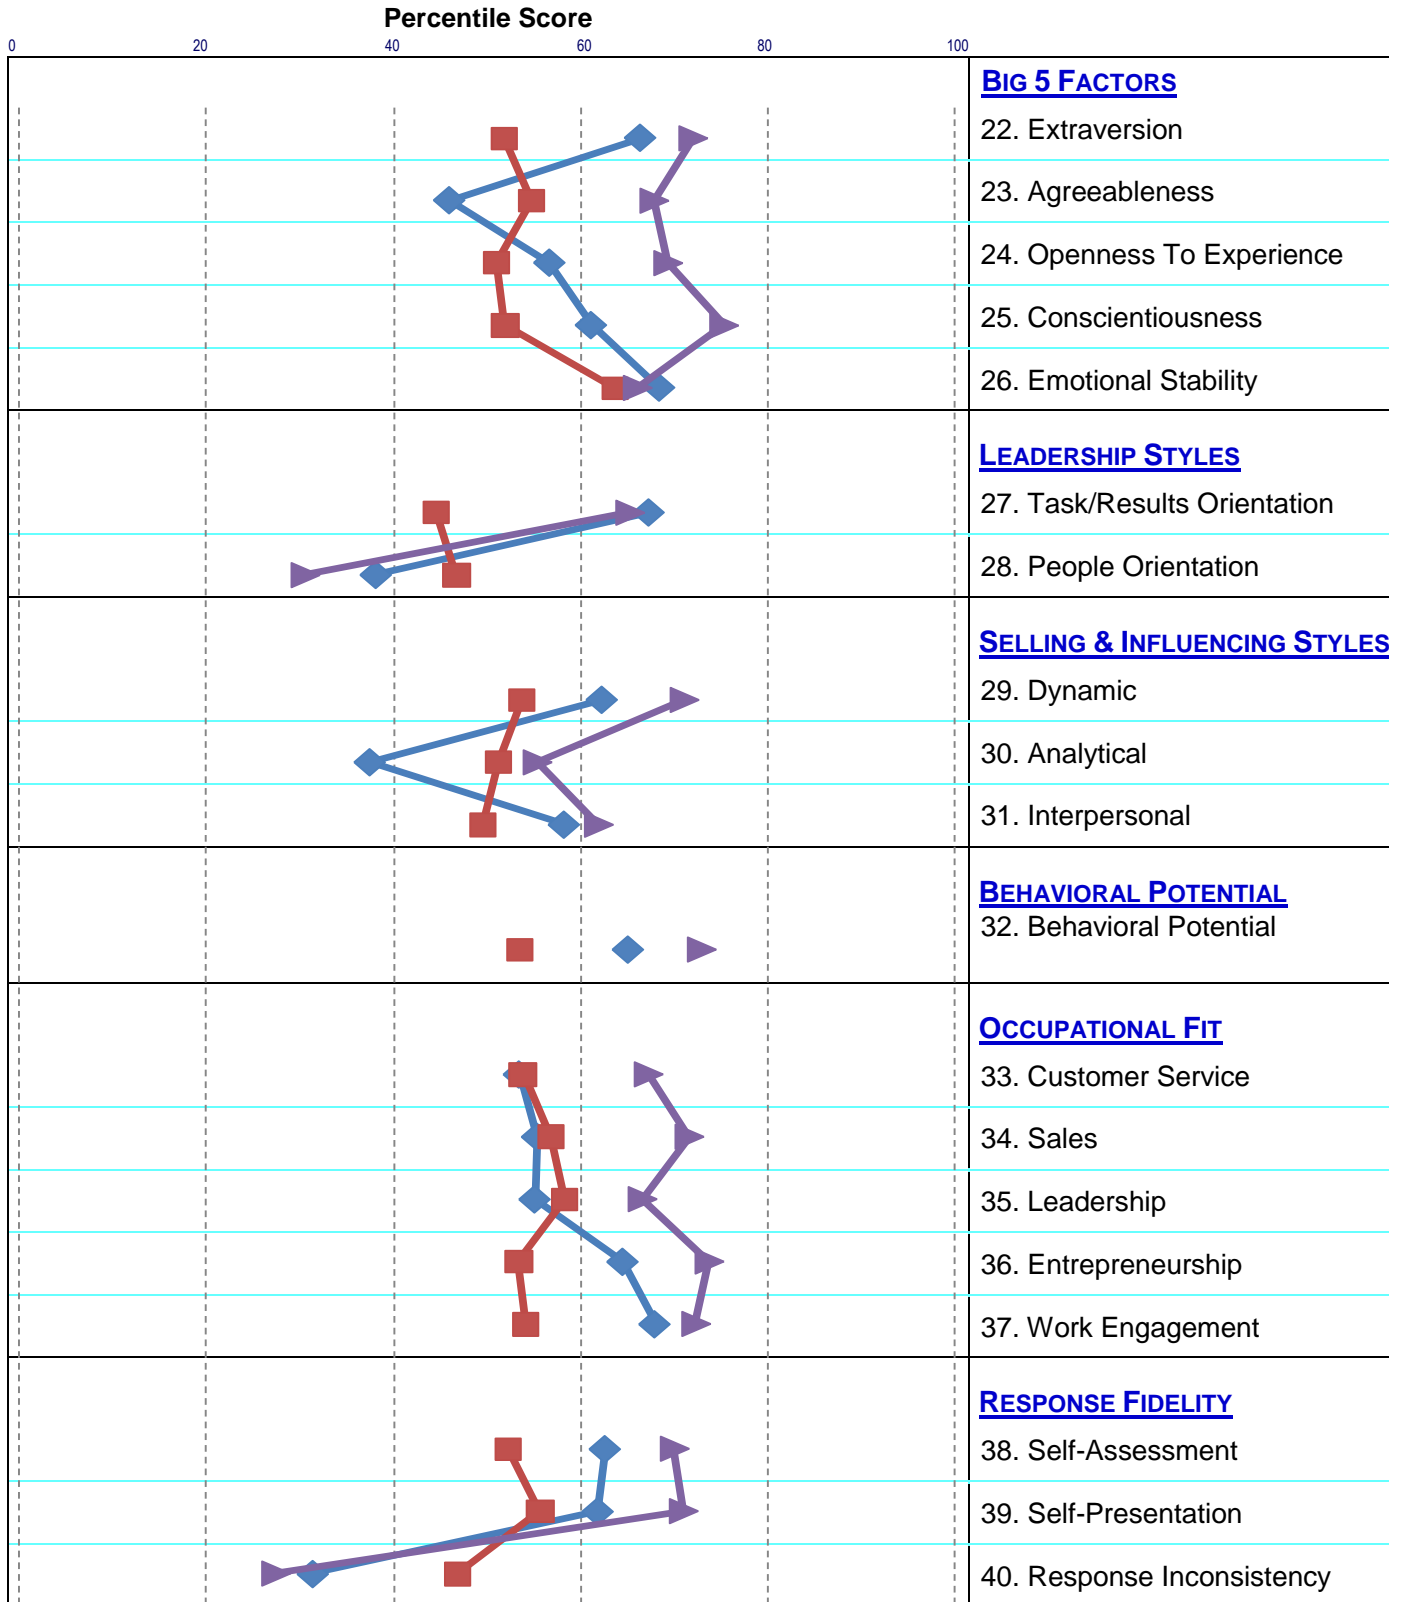 Percentile Score
0 20 40 60 80 100
BIG 5 FACTORS
22. Extraversion
23. Agreeableness
24. Openness To Experience
25. Conscientiousness
26. Emotional Stability
LEADERSHIP STYLES
27. Task/Results Orientation
28. People Orientation
SELLING & INFLUENCING STYLES
29. Dynamic
30. Analytical
31. Interpersonal
BEHAVIORAL POTENTIAL
32. Behavioral Potential
OCCUPATIONAL FIT
33. Customer Service
34. Sales
35. Leadership
36. Entrepreneurship
37. Work Engagement
RESPONSE FIDELITY
38. Self-Assessment
39. Self-Presentation
40. Response Inconsistency